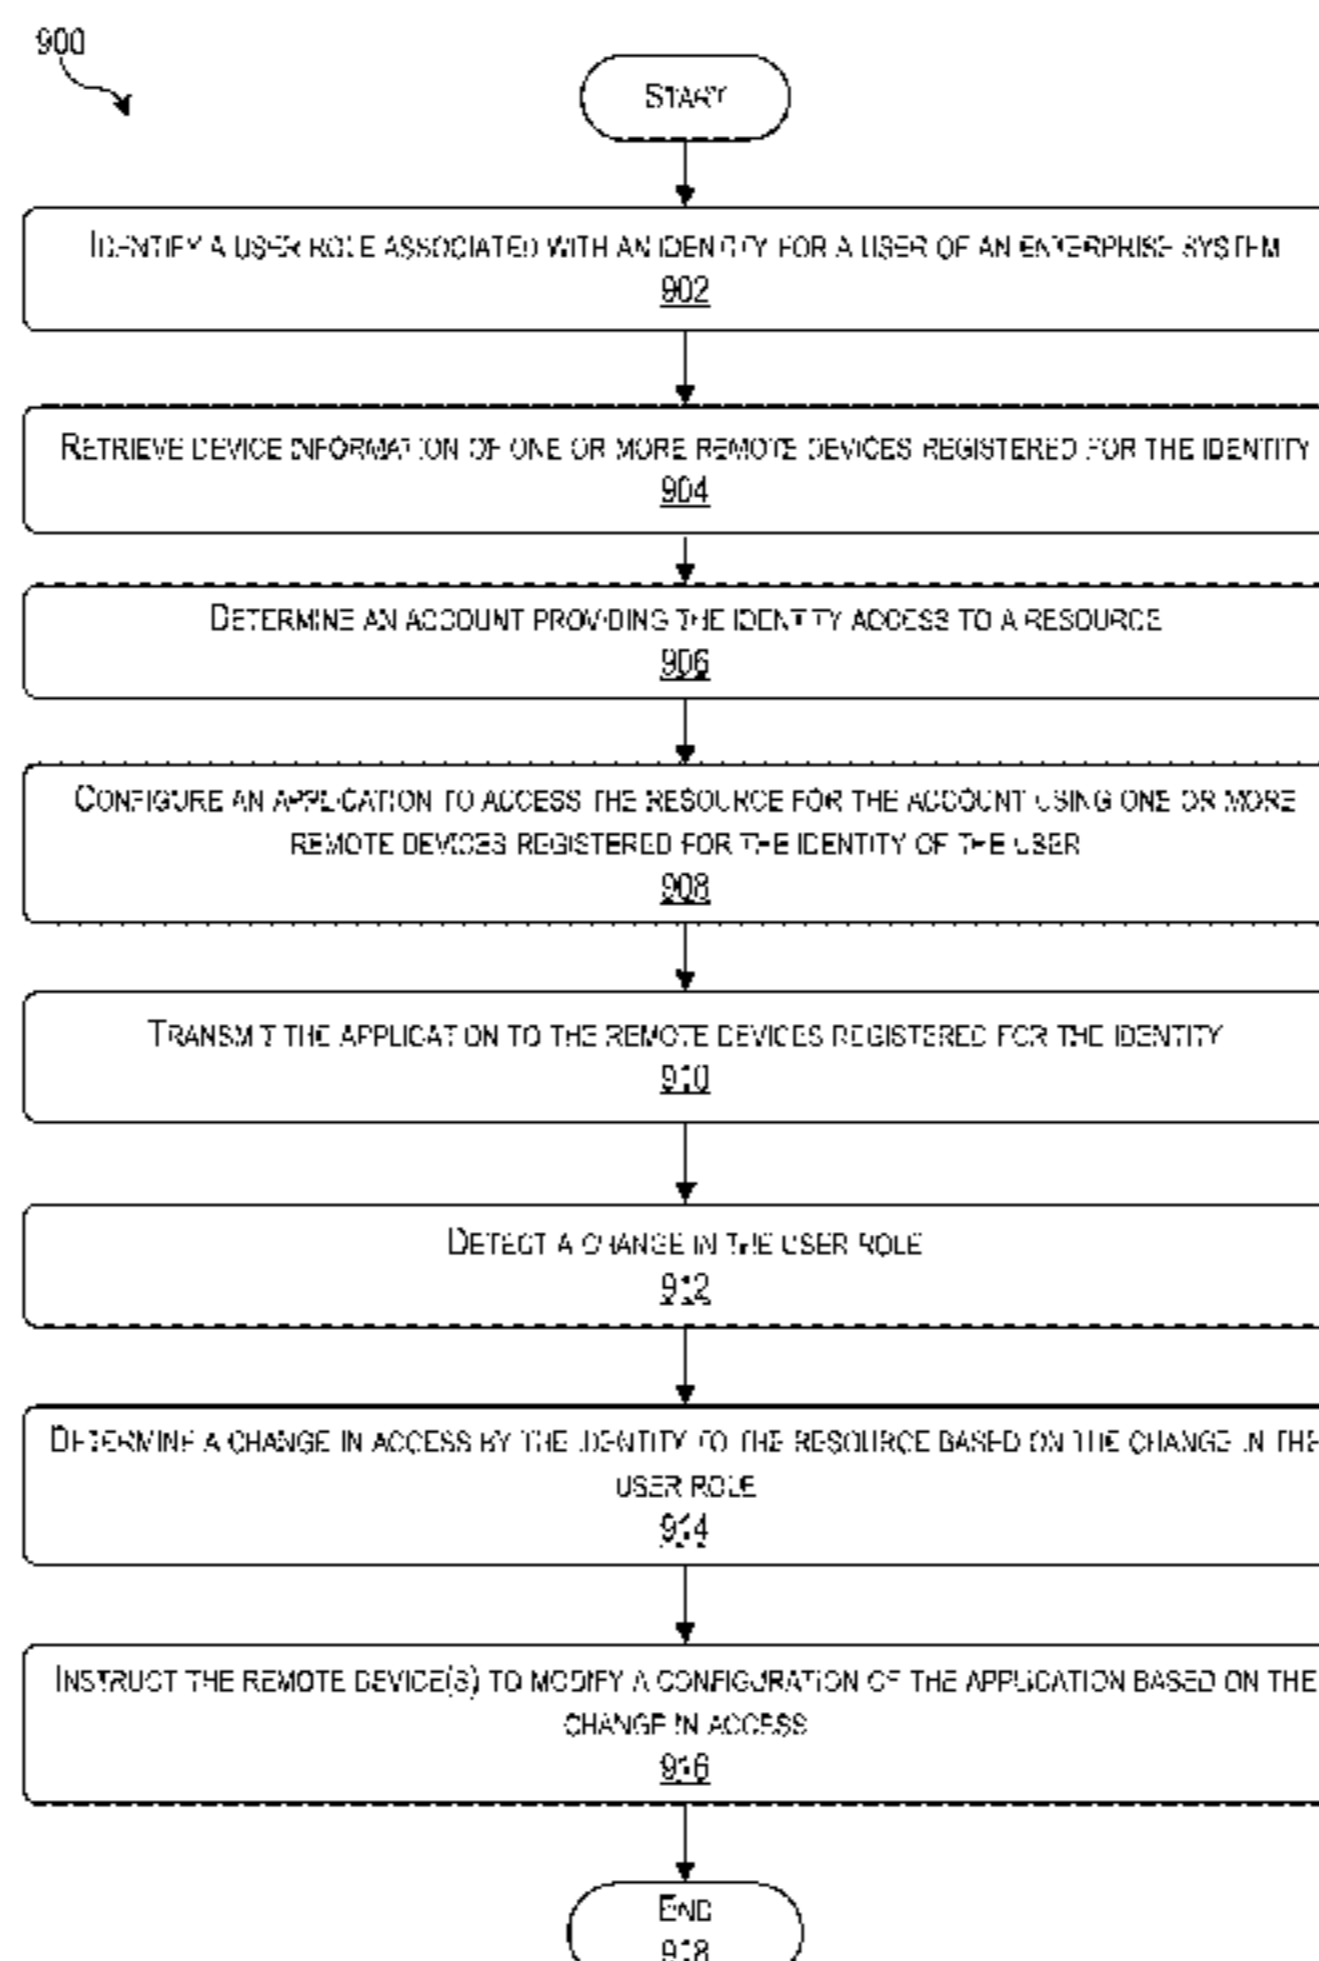 900
START
IDENTIFY A USER ROLE ASSOCIATED WITH AN IDENTITY FOR A USER OF AN ENTERPRISE SYSTEM
902
RETRIEVE DEVICE INFORMATION OF ONE OR MORE REMOTE DEVICES REGISTERED FOR THE IDENTITY
904
DETERMINE AN ACCOUNT PROVIDING THE IDENTITY ACCESS TO A RESOURCE
906
CONFIGURE AN APPLICATION TO ACCESS THE RESOURCE FOR THE ACCOUNT USING ONE OR MORE
REMOTE DEVICES REGISTERED FOR THE IDENTITY OF THE USER
908
TRANSMIT THE APPLICATION TO THE REMOTE DEVICES REGISTERED FOR THE IDENTITY
910
DETECT A CHANGE IN THE USER ROLE
912
DETERMINE A CHANGE IN ACCESS BY THE IDENTITY TO THE RESOURCE BASED ON THE CHANGE IN THE
USER ROLE
914
INSTRUCT THE REMOTE DEVICE(S) TO MODIFY A CONFIGURATION OF THE APPLICATION BASED ON THE
CHANGE IN ACCESS
916
END
918